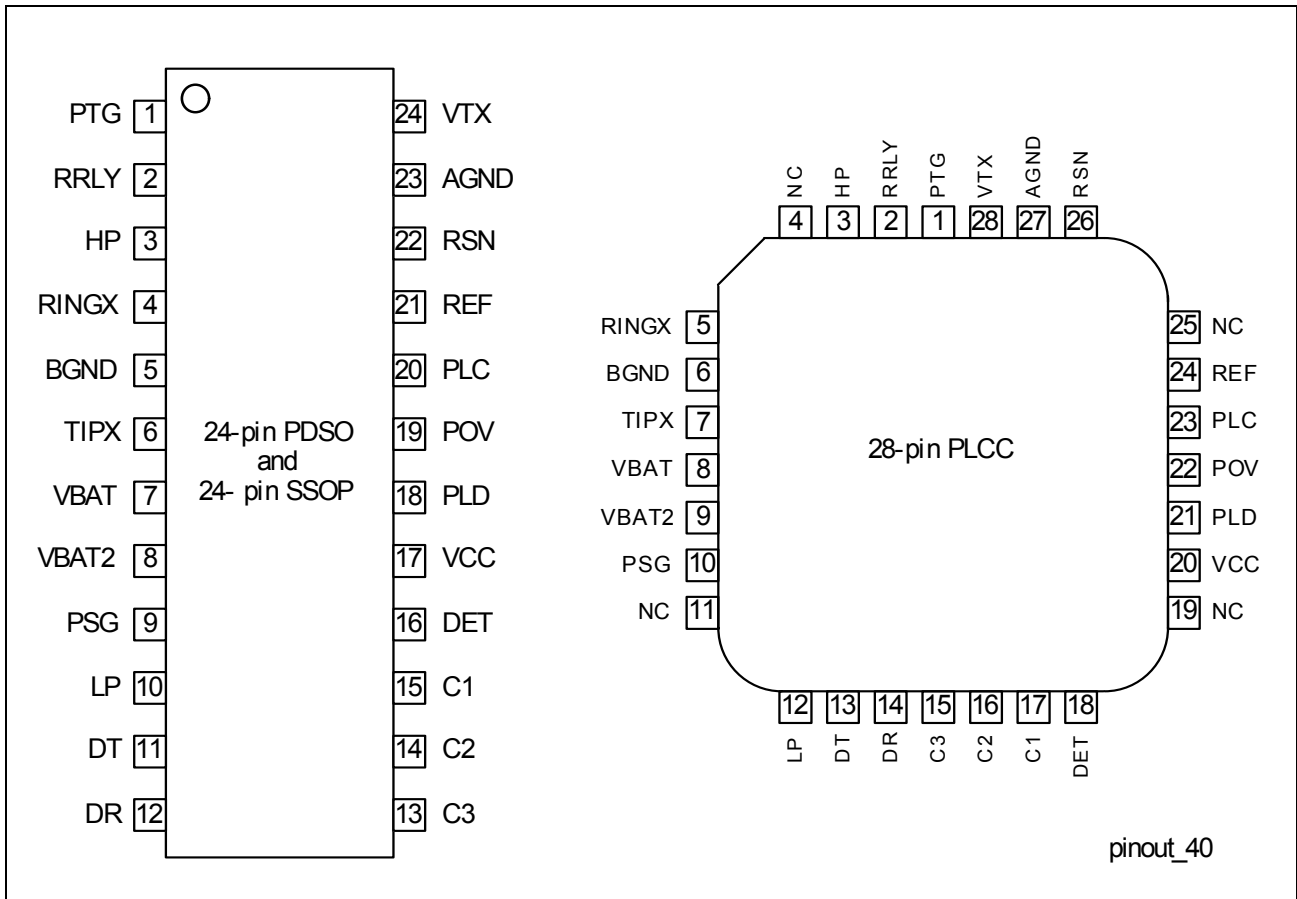 PTG 1
RRLY 2
HP 3
RINGX 4
BGND 5
TIPX 6
VBAT 7
VBAT2 8
PSG 9
LP 10
DT 11
DR 12
24 VTX
23 AGND
22 RSN
21 REF
20 PLC
19 POV
18 PLD
17 VCC
16 DET
15 C1
14 C2
13 C3
24-pin PDSO
and
24- pin SSOP
NC HP RRLY PTG VTX AGND RSN
4 3 2 1 28 27 26
RINGX 5
BGND 6
TIPX 7
VBAT 8
VBAT2 9
PSG 10
NC 11
28-pin PLCC
25 NC
24 REF
23 PLC
22 POV
21 PLD
20 VCC
19 NC
12 13 14 15 16 17 18
LP DT DR C3 C2 C1 DET
pinout_40